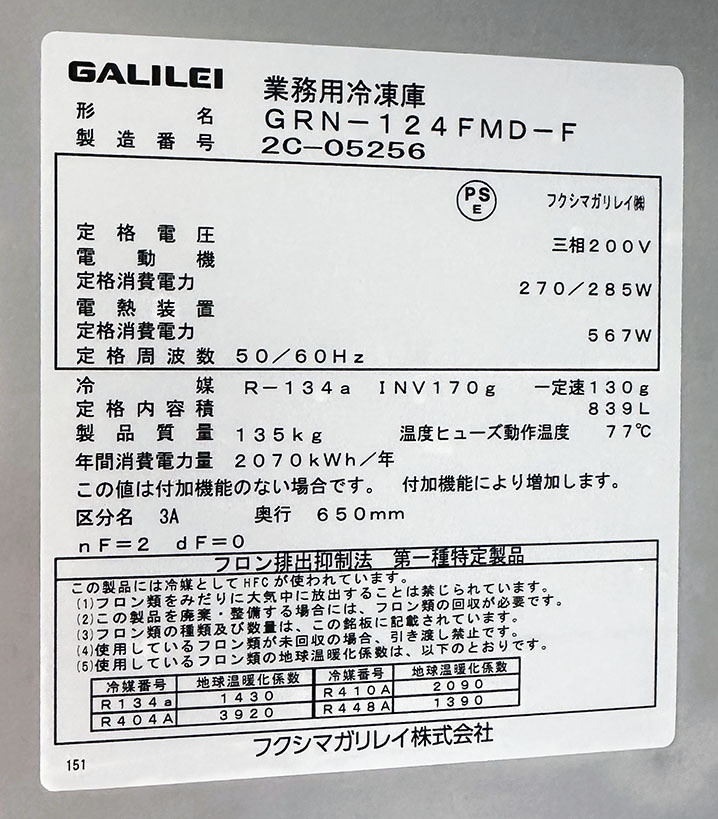 GALILEI 業務用冷凍庫
形名 GRN-124FMD-F
製造番号 2C-05256
PS E フクシマガリレイ㈱
定格電圧 三相200V
電動機
定格消費電力 270/285W
電熱装置
定格消費電力 567W
定格周波数 50/60Hz
冷媒 R-134a INV170g 一定速130g
定格内容積 839L
製品質量 135kg 温度ヒューズ動作温度 77℃
年間消費電力量 2070kWh/年
この値は付加機能のない場合です。 付加機能により増加します。
区分名 3A 奥行 650mm
nF=2 dF=0
フロン排出抑制法 第一種特定製品
この製品には冷媒としてHFCが使われています。
(1)フロン類をみだりに大気中に放出することは禁じられています。
(2)この製品を廃棄・整備する場合には、フロン類の回収が必要です。
(3)フロン類の種類及び数量は、この銘板に記載されています。
(4)使用しているフロン類が未回収の場合、引き渡し禁止です。
(5)使用しているフロン類の地球温暖化係数は、以下のとおりです。
冷媒番号 地球温暖化係数 冷媒番号 地球温暖化係数
R134a 1430 R410A 2090
R404A 3920 R448A 1390
フクシマガリレイ株式会社
151